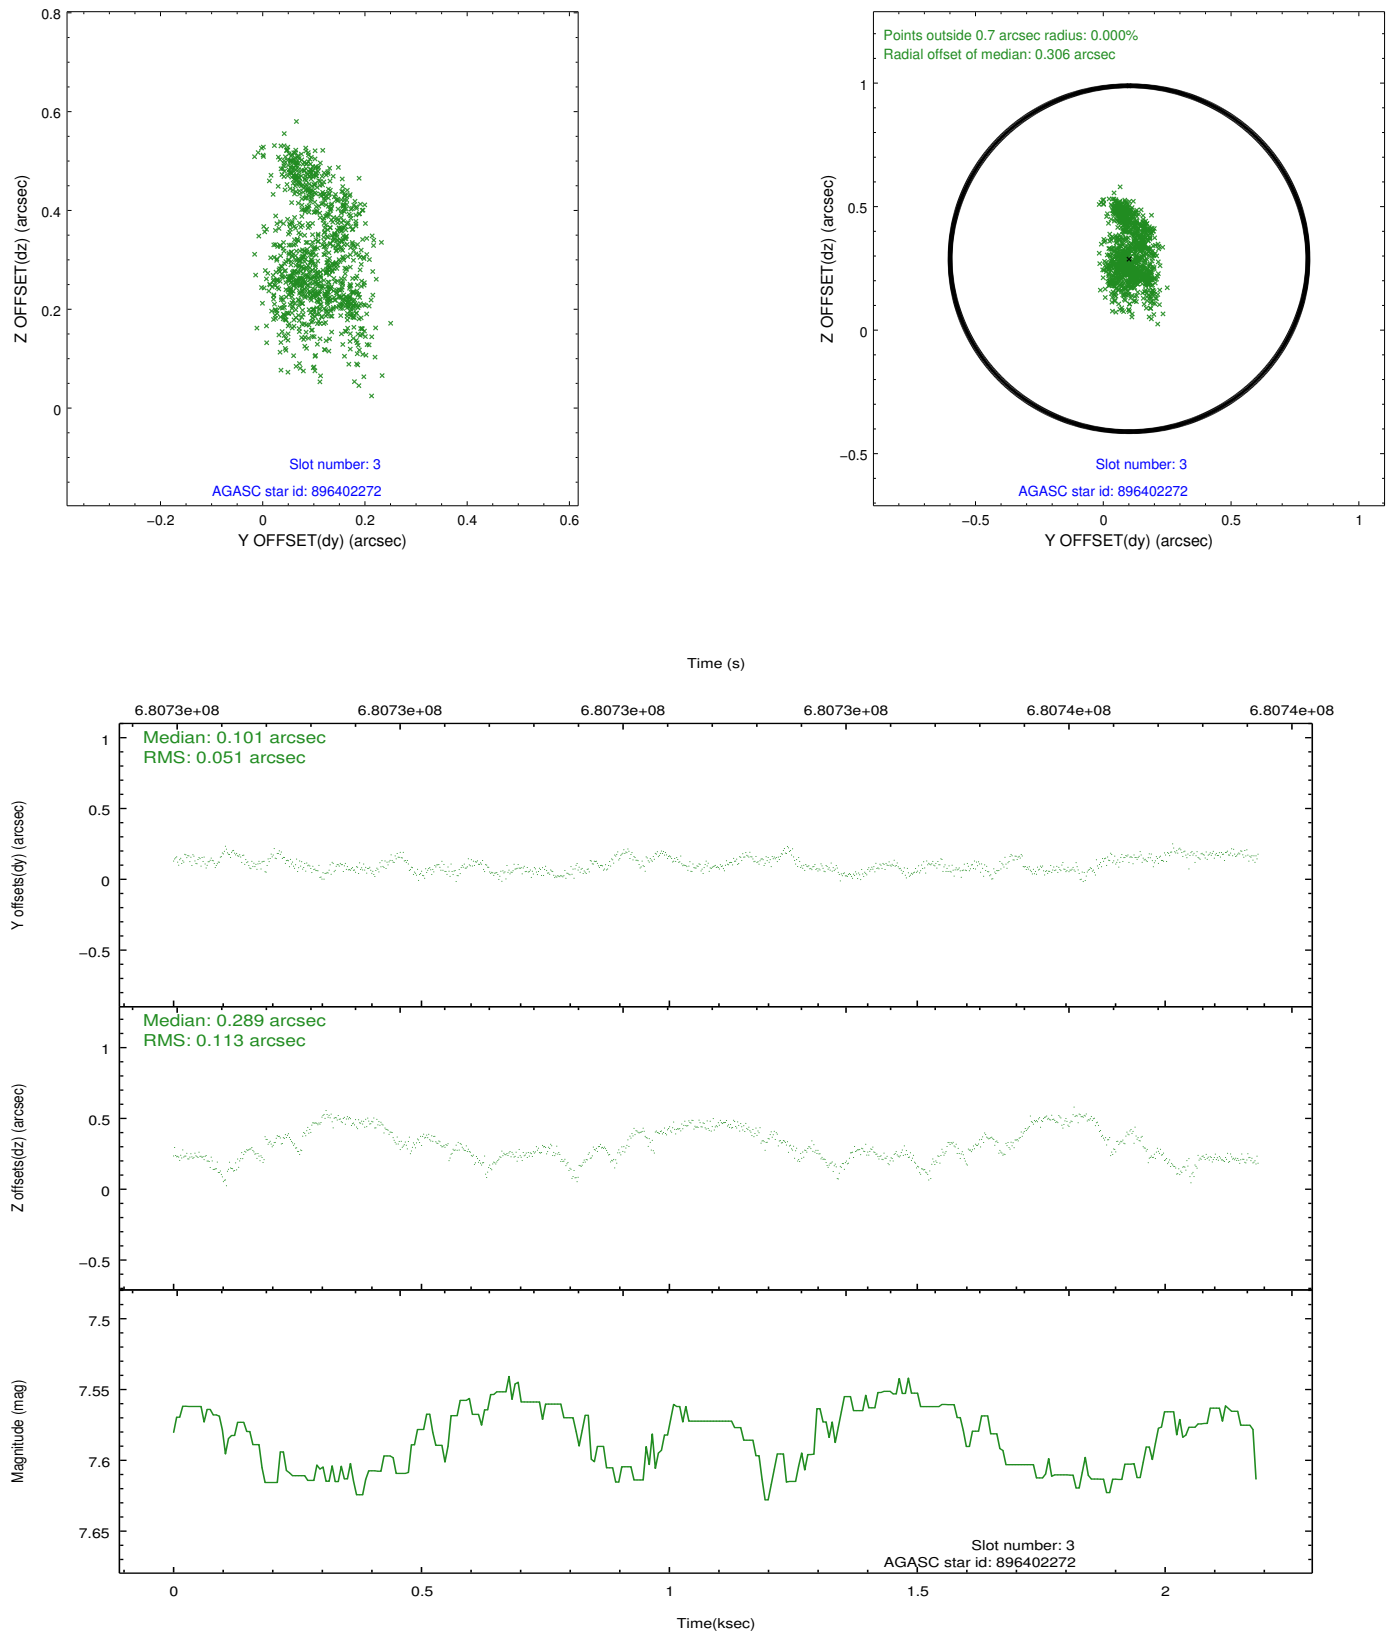 0.8
0.6
0.4
0.2
0
Z OFFSET(dz) (arcsec)
Slot number: 3
AGASC star id: 896402272
−0.2 0 0.2 0.4 0.6
Y OFFSET(dy) (arcsec)
Points outside 0.7 arcsec radius: 0.000%
Radial offset of median: 0.306 arcsec
1
0.5
0
−0.5
Z OFFSET(dz) (arcsec)
Slot number: 3
AGASC star id: 896402272
−0.5 0 0.5 1
Y OFFSET(dy) (arcsec)
Time (s)
6.8073e+08 6.8073e+08 6.8073e+08 6.8073e+08 6.8074e+08 6.8074e+08
Median: 0.101 arcsec
RMS: 0.051 arcsec
1
0.5
0
−0.5
Y offsets(dy) (arcsec)
Median: 0.289 arcsec
RMS: 0.113 arcsec
1
0.5
0
−0.5
Z offsets(dz) (arcsec)
7.5
7.55
7.6
7.65
Magnitude (mag)
Slot number: 3
AGASC star id: 896402272
0 0.5 1 1.5 2
Time(ksec)